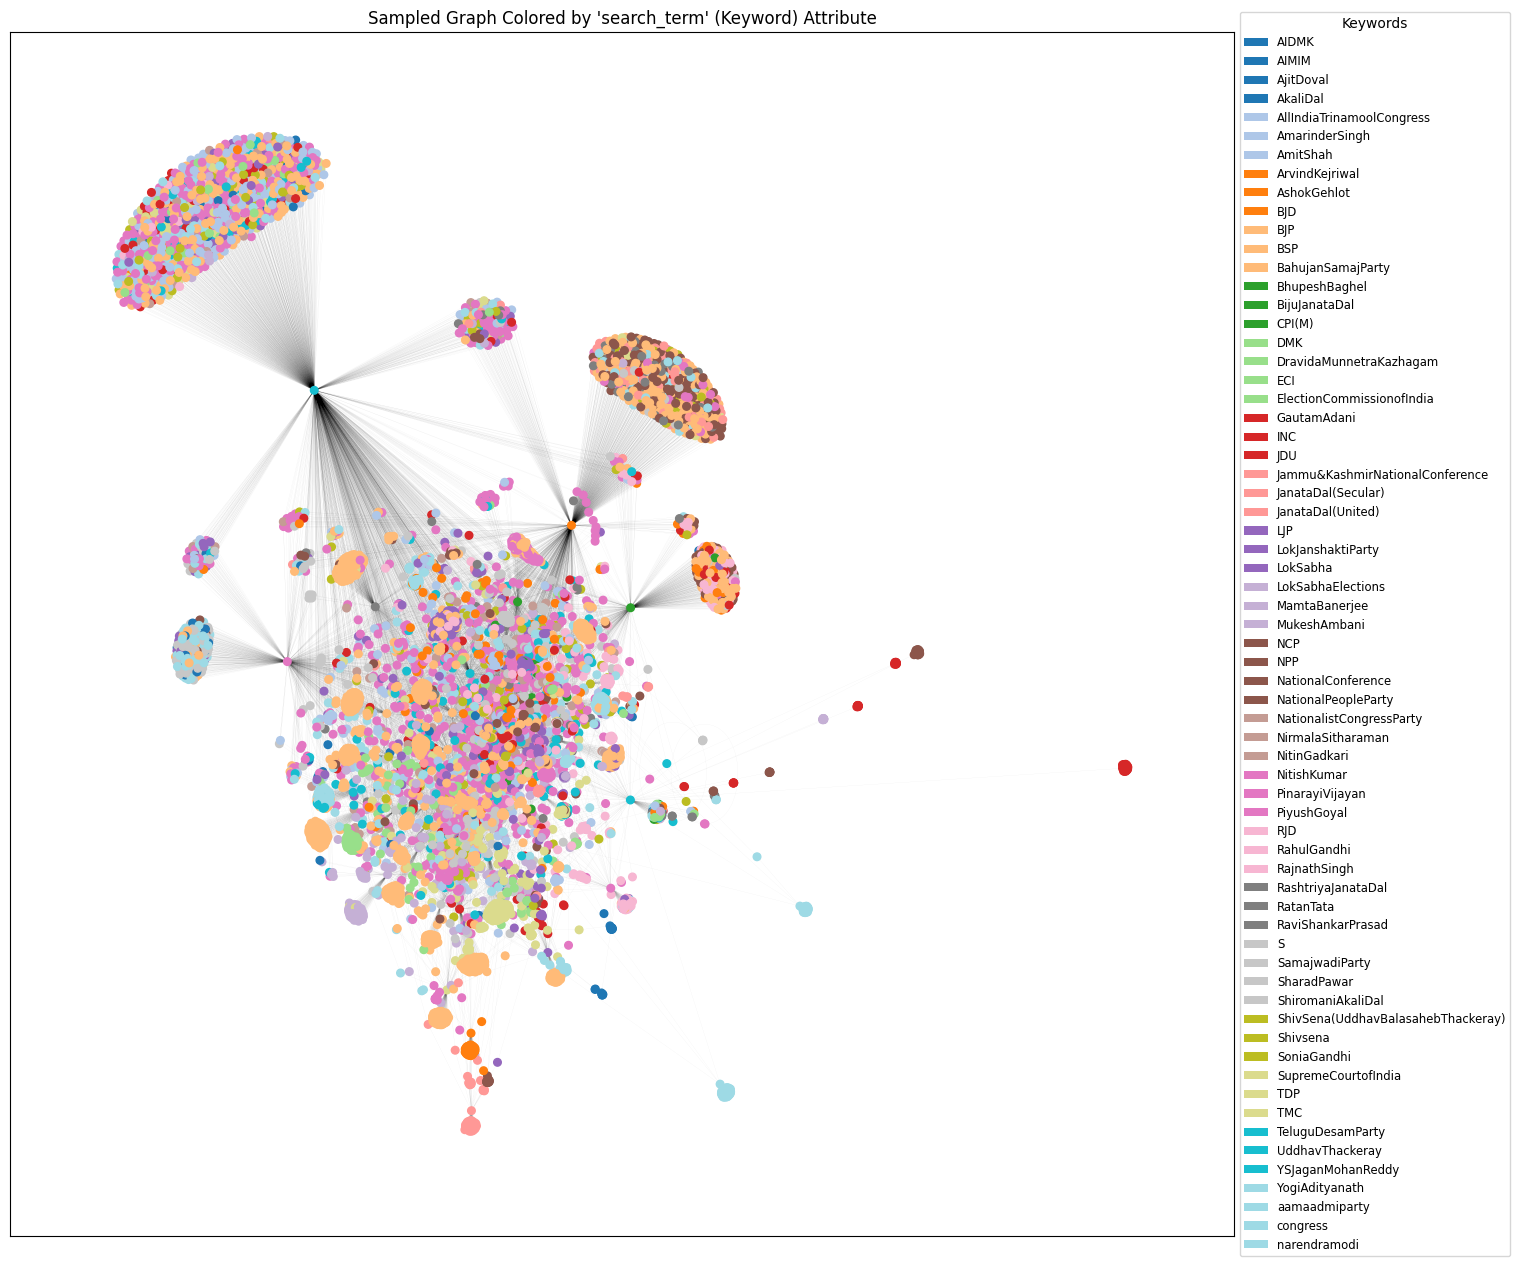 Sampled Graph Colored by 'search_term' (Keyword) Attribute
Keywords
AIDMK
AIMIM
AjitDoval
AkaliDal
AllIndiaTrinamoolCongress
AmarinderSingh
AmitShah
ArvindKejriwal
AshokGehlot
BJD
BJP
BSP
BahujanSamajParty
BhupeshBaghel
BijuJanataDal
CPI(M)
DMK
DravidaMunnetraKazhagam
ECI
ElectionCommissionofIndia
GautamAdani
INC
JDU
Jammu&KashmirNationalConference
JanataDal(Secular)
JanataDal(United)
LJP
LokJanshaktiParty
LokSabha
LokSabhaElections
MamtaBanerjee
MukeshAmbani
NCP
NPP
NationalConference
NationalPeopleParty
NationalistCongressParty
NirmalaSitharaman
NitinGadkari
NitishKumar
PinarayiVijayan
PiyushGoyal
RJD
RahulGandhi
RajnathSingh
RashtriyaJanataDal
RatanTata
RaviShankarPrasad
S
SamajwadiParty
SharadPawar
ShiromaniAkaliDal
ShivSena(UddhavBalasahebThackeray)
Shivsena
SoniaGandhi
SupremeCourtofIndia
TDP
TMC
TeluguDesamParty
UddhavThackeray
YSJaganMohanReddy
YogiAdityanath
aamaadmiparty
congress
narendramodi